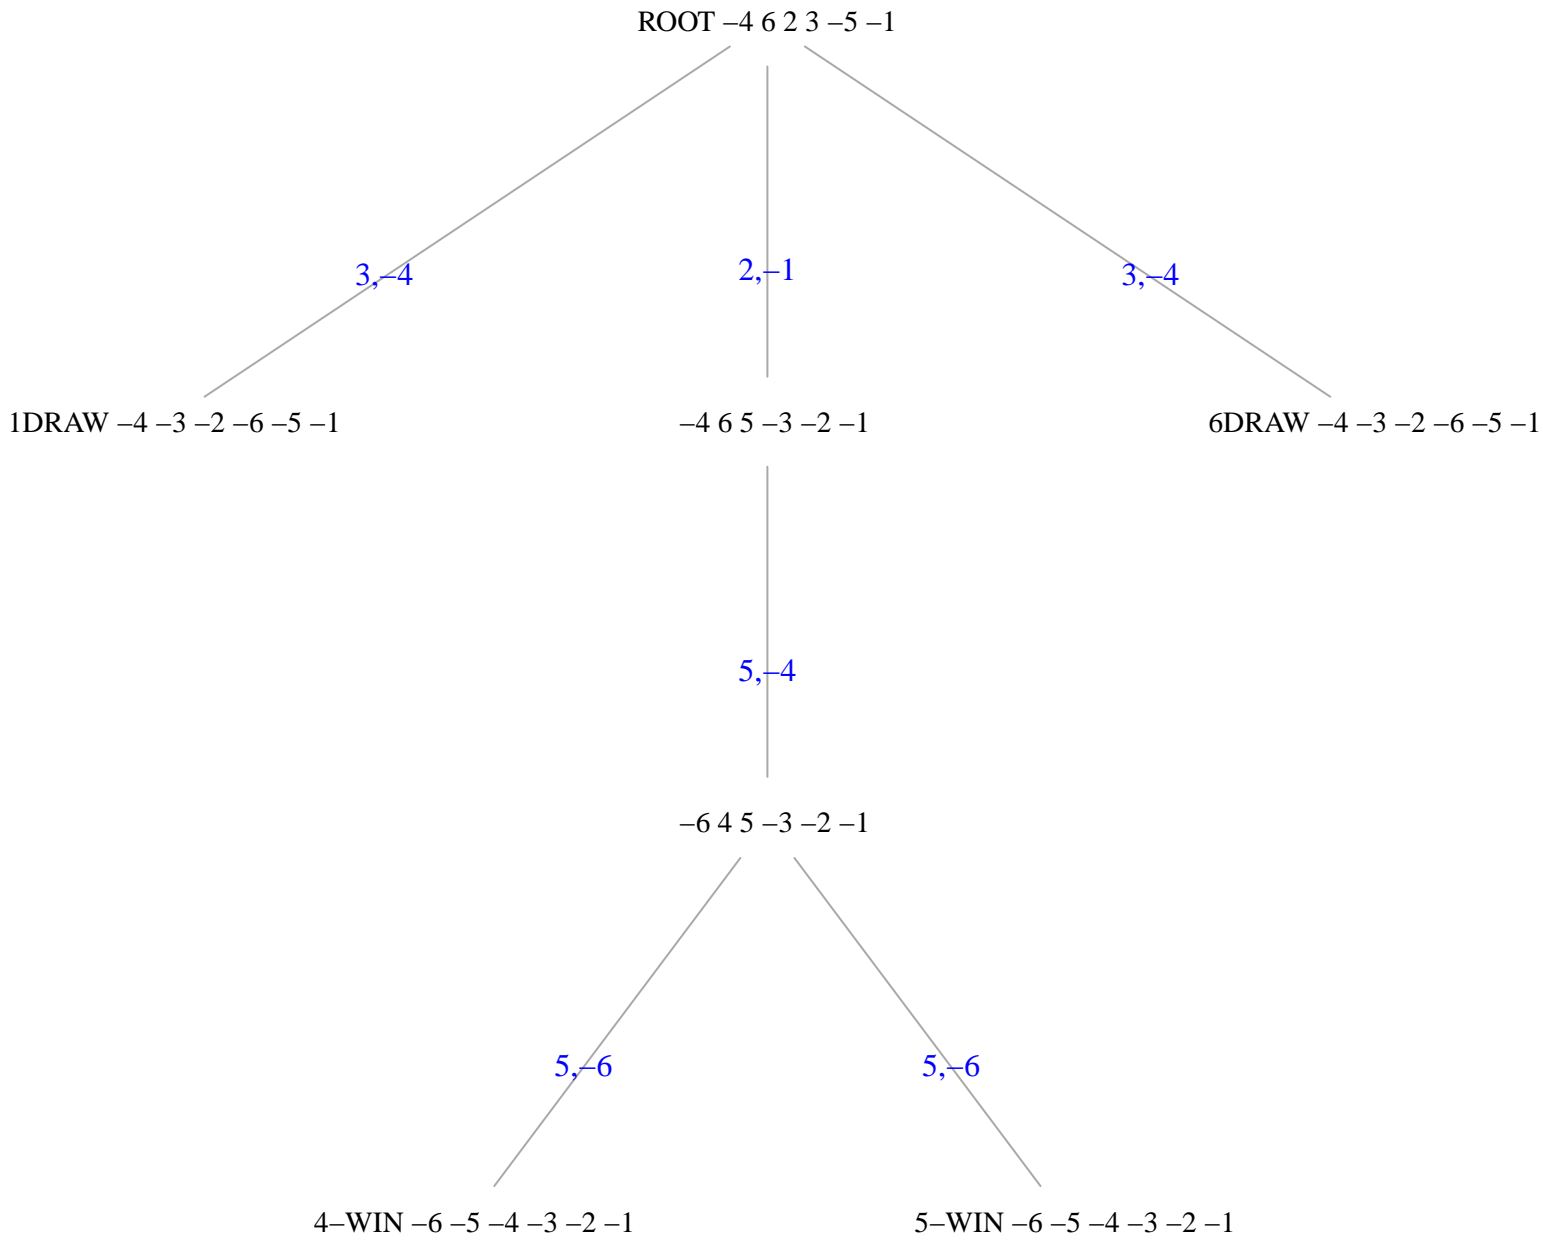 ROOT −4 6 2 3 −5 −1
3,−4
2,−1
3,−4
1DRAW −4 −3 −2 −6 −5 −1
−4 6 5 −3 −2 −1
6DRAW −4 −3 −2 −6 −5 −1
5,−4
−6 4 5 −3 −2 −1
5,−6
5,−6
4−WIN −6 −5 −4 −3 −2 −1
5−WIN −6 −5 −4 −3 −2 −1